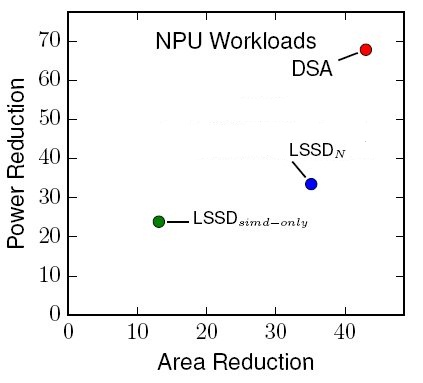 NPU Workloads
DSA
LSSD_N
LSSD_simd-only
70
60
50
40
30
20
10
0
0 10 20 30 40
Power Reduction
Area Reduction